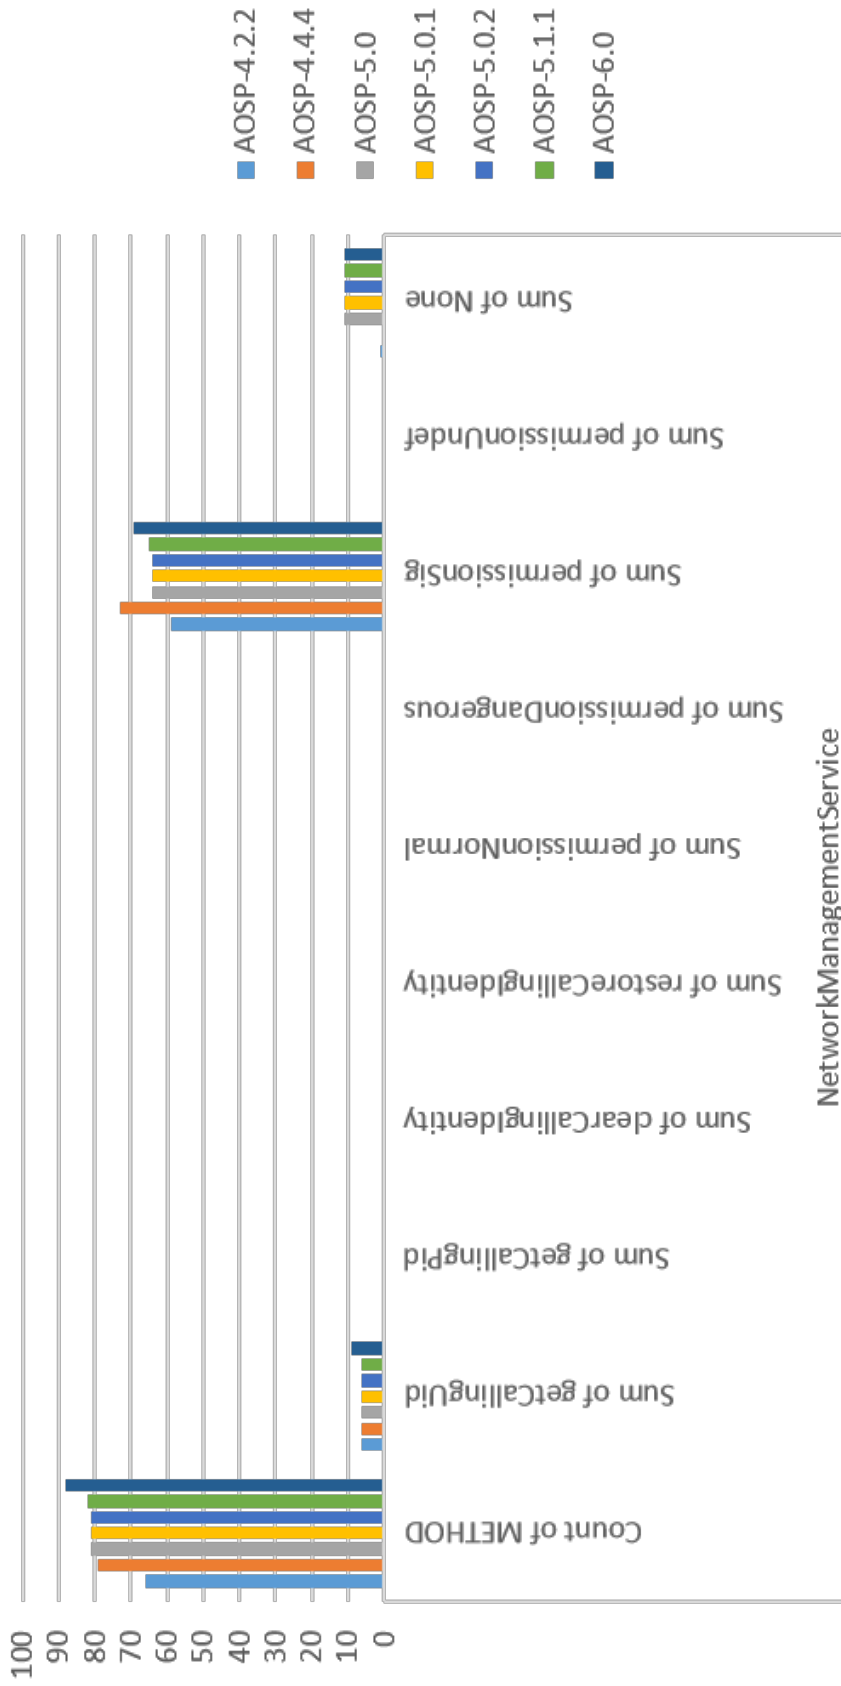 100
90
80
70
60
50
40
30
20
10
0
Count of METHOD
Sum of getCallingUid
Sum of getCallingPid
Sum of clearCallingIdentity
Sum of restoreCallingIdentity
Sum of permissionNormal
Sum of permissionDangerous
Sum of permissionSig
Sum of permissionUndef
Sum of None
NetworkManagementService
AOSP-4.2.2
AOSP-4.4.4
AOSP-5.0
AOSP-5.0.1
AOSP-5.0.2
AOSP-5.1.1
AOSP-6.0